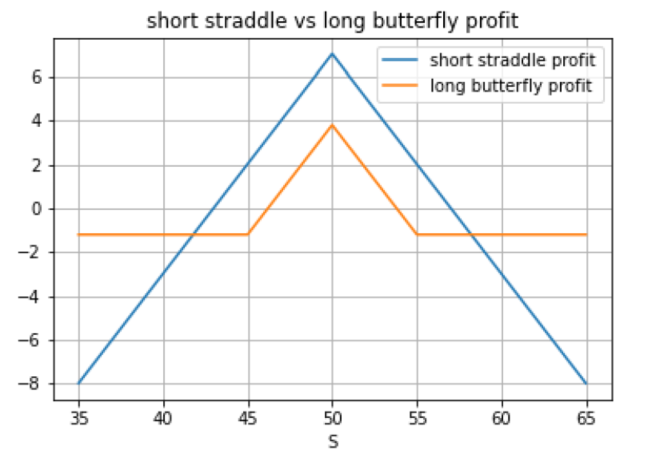 short straddle vs long butterfly profit
short straddle profit
long butterfly profit
6
4
2
0
−2
−4
−6
−8
35 40 45 50 55 60 65
S